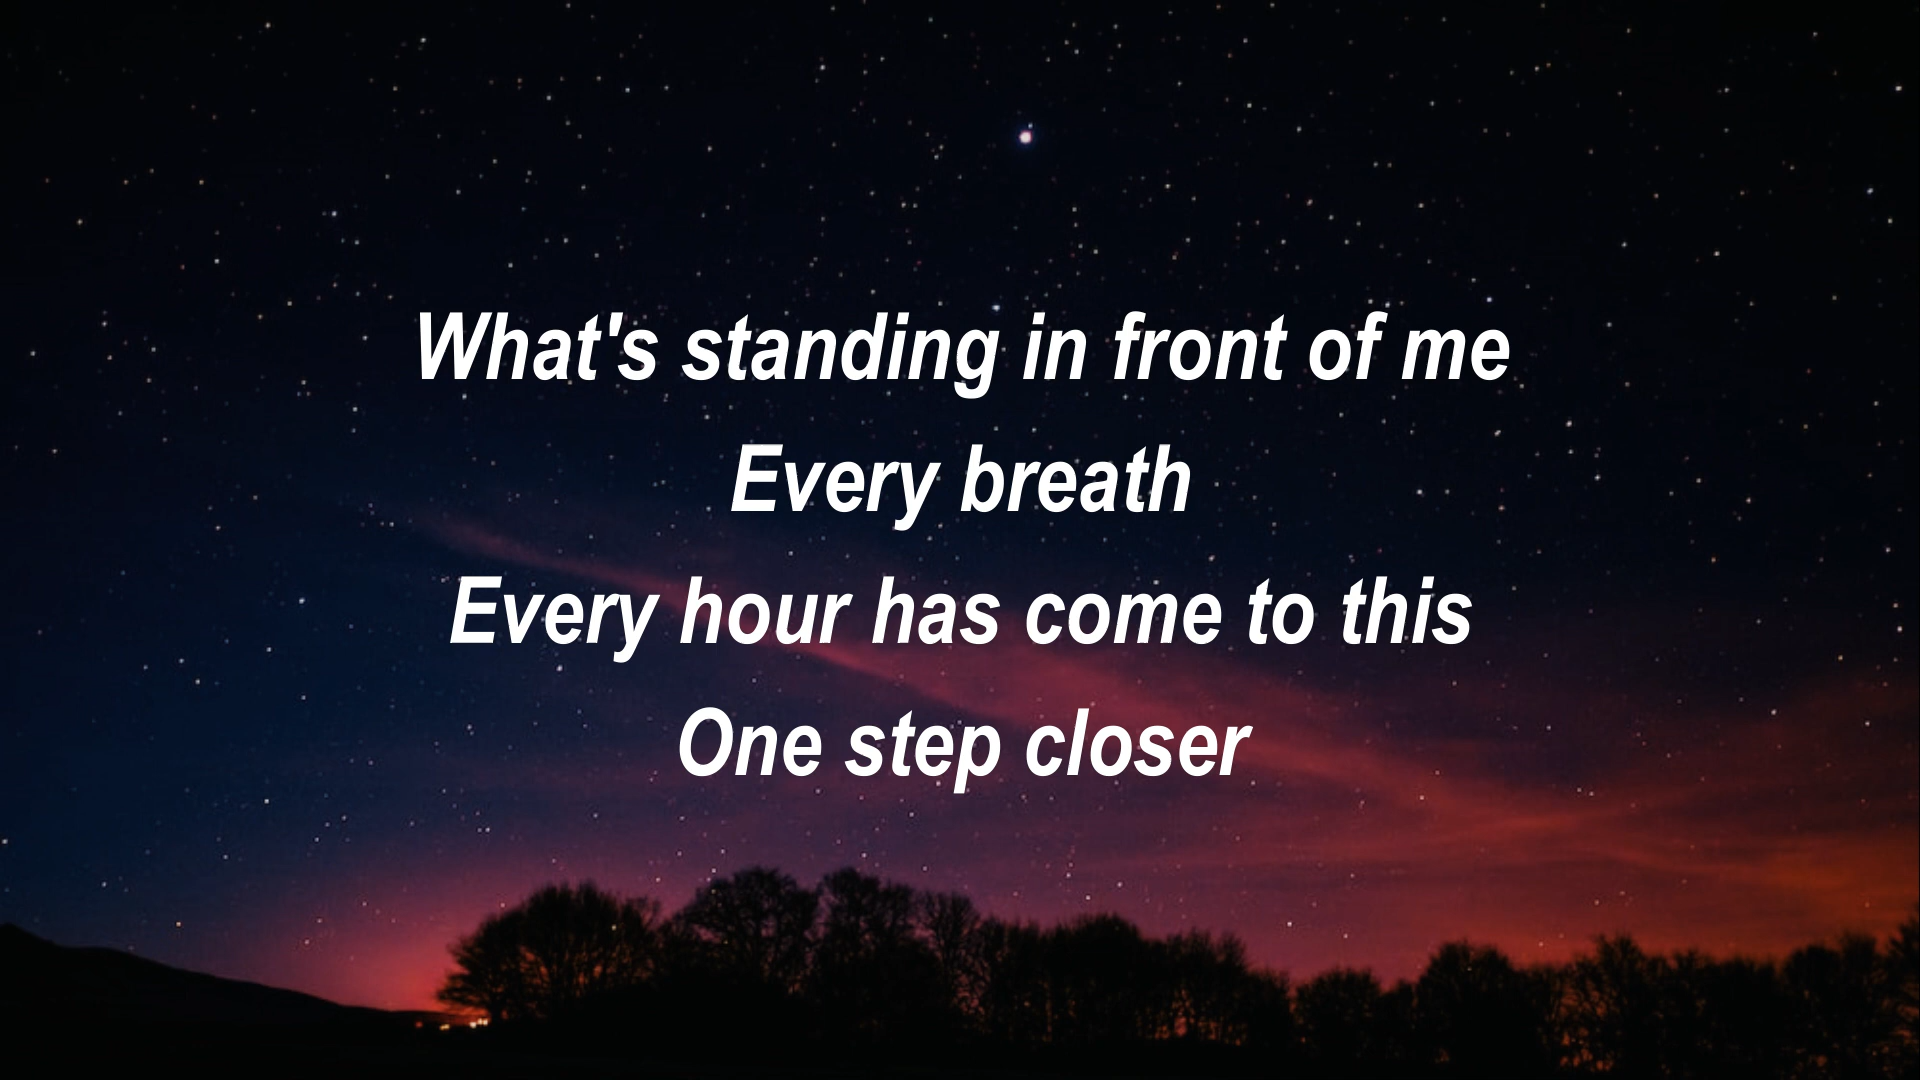 What's standing in front of me
Every breath
Every hour has come to this
One step closer